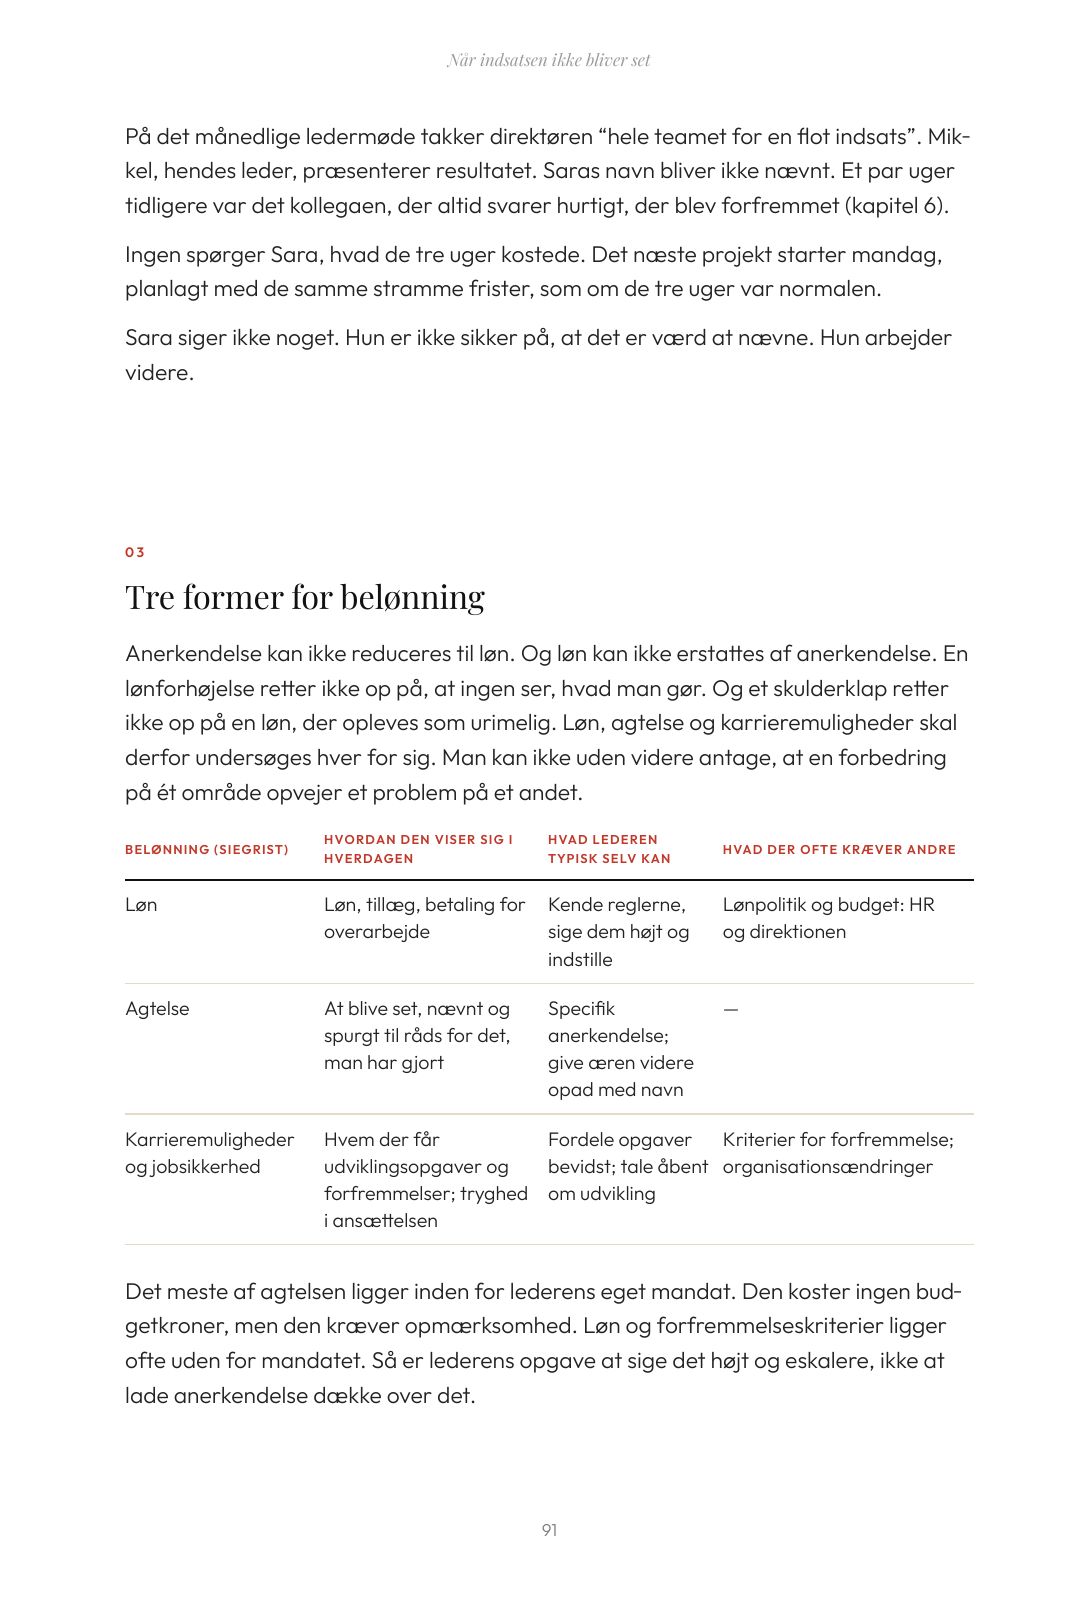 Når indsatsen ikke bliver set
På det månedlige ledermøde takker direktøren “hele teamet for en flot indsats”. Mik-
kel, hendes leder, præsenterer resultatet. Saras navn bliver ikke nævnt. Et par uger
tidligere var det kollegaen, der altid svarer hurtigt, der blev forfremmet (kapitel 6).
Ingen spørger Sara, hvad de tre uger kostede. Det næste projekt starter mandag,
planlagt med de samme stramme frister, som om de tre uger var normalen.
Sara siger ikke noget. Hun er ikke sikker på, at det er værd at nævne. Hun arbejder
videre.
03
Tre former for belønning
Anerkendelse kan ikke reduceres til løn. Og løn kan ikke erstattes af anerkendelse. En
lønforhøjelse retter ikke op på, at ingen ser, hvad man gør. Og et skulderklap retter
ikke op på en løn, der opleves som urimelig. Løn, agtelse og karrieremuligheder skal
derfor undersøges hver for sig. Man kan ikke uden videre antage, at en forbedring
på ét område opvejer et problem på et andet.
BELØNNING (SIEGRIST)
HVORDAN DEN VISER SIG I
HVERDAGEN
HVAD LEDEREN
TYPISK SELV KAN
HVAD DER OFTE KRÆVER ANDRE
Løn
Løn, tillæg, betaling for
overarbejde
Kende reglerne,
sige dem højt og
indstille
Lønpolitik og budget: HR
og direktionen
Agtelse
At blive set, nævnt og
spurgt til råds for det,
man har gjort
Specifik
anerkendelse;
give æren videre
opad med navn
—
Karrieremuligheder
og jobsikkerhed
Hvem der får
udviklingsopgaver og
forfremmelser; tryghed
i ansættelsen
Fordele opgaver
bevidst; tale åbent
om udvikling
Kriterier for forfremmelse;
organisationsændringer
Det meste af agtelsen ligger inden for lederens eget mandat. Den koster ingen bud-
getkroner, men den kræver opmærksomhed. Løn og forfremmelseskriterier ligger
ofte uden for mandatet. Så er lederens opgave at sige det højt og eskalere, ikke at
lade anerkendelse dække over det.
91